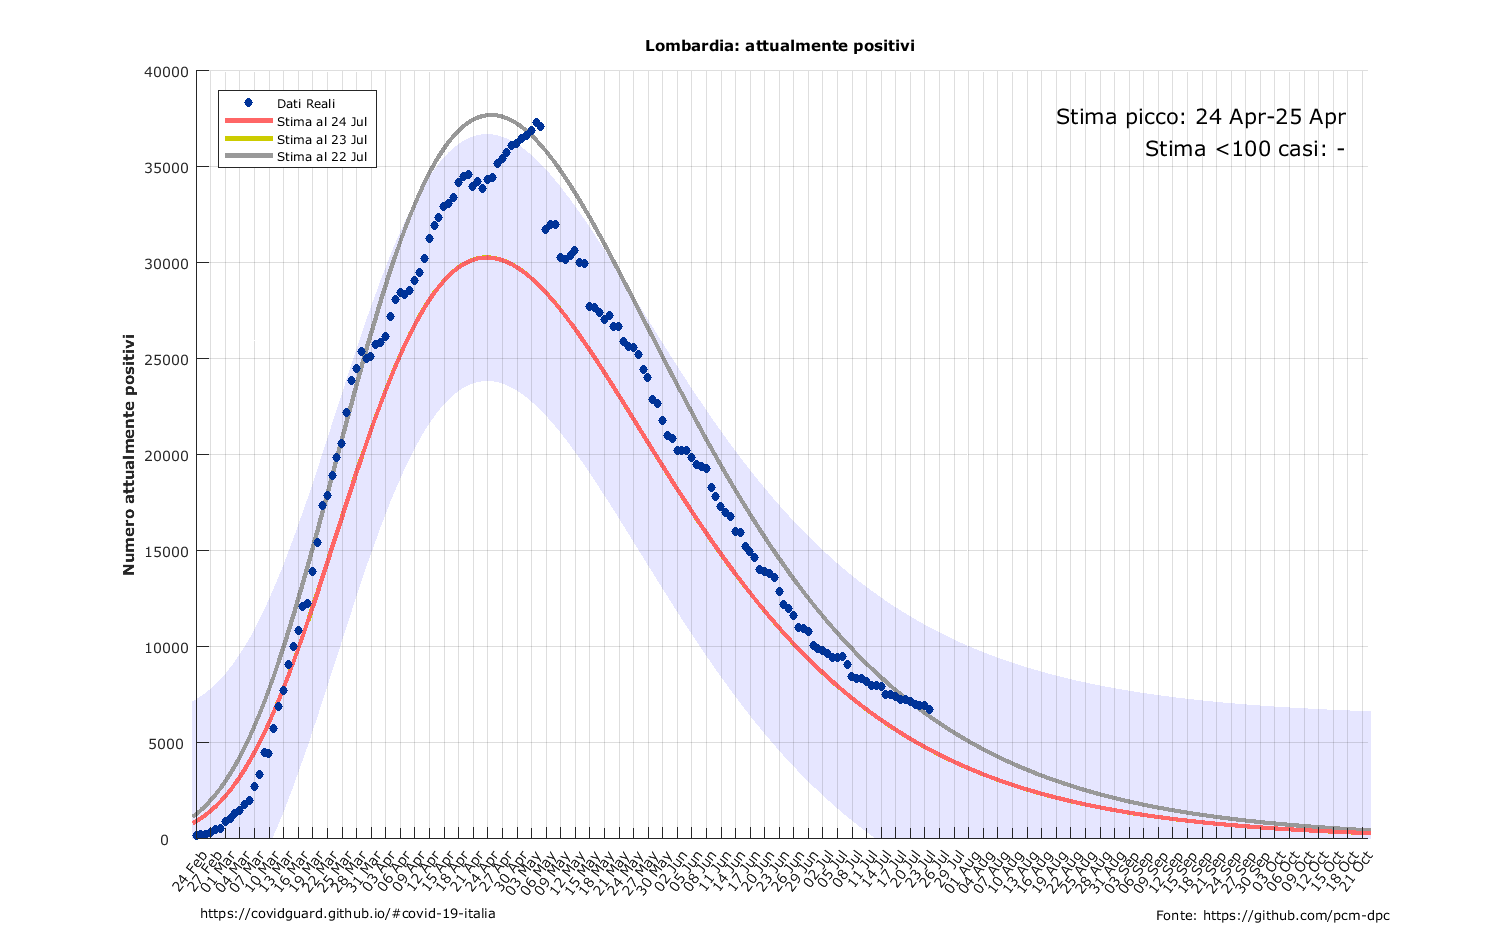 Lombardia: attualmente positivi
40000
35000
30000
25000
20000
15000
10000
5000
0
Numero attualmente positivi
Dati Reali
Stima al 24 Jul
Stima al 23 Jul
Stima al 22 Jul
Stima picco: 24 Apr-25 Apr
Stima <100 casi: -
24 Feb
27 Feb
01 Mar
04 Mar
07 Mar
10 Mar
13 Mar
16 Mar
19 Mar
22 Mar
25 Mar
28 Mar
31 Mar
03 Apr
06 Apr
09 Apr
12 Apr
15 Apr
18 Apr
21 Apr
24 Apr
27 Apr
30 Apr
03 May
06 May
09 May
12 May
15 May
18 May
21 May
24 May
27 May
30 May
02 Jun
05 Jun
08 Jun
11 Jun
14 Jun
17 Jun
20 Jun
23 Jun
26 Jun
29 Jun
02 Jul
05 Jul
08 Jul
11 Jul
14 Jul
17 Jul
20 Jul
23 Jul
26 Jul
29 Jul
01 Aug
04 Aug
07 Aug
10 Aug
13 Aug
16 Aug
19 Aug
22 Aug
25 Aug
28 Aug
31 Aug
03 Sep
06 Sep
09 Sep
12 Sep
15 Sep
18 Sep
21 Sep
24 Sep
27 Sep
30 Sep
03 Oct
06 Oct
09 Oct
12 Oct
15 Oct
18 Oct
21 Oct
https://covidguard.github.io/#covid-19-italia
Fonte: https://github.com/pcm-dpc